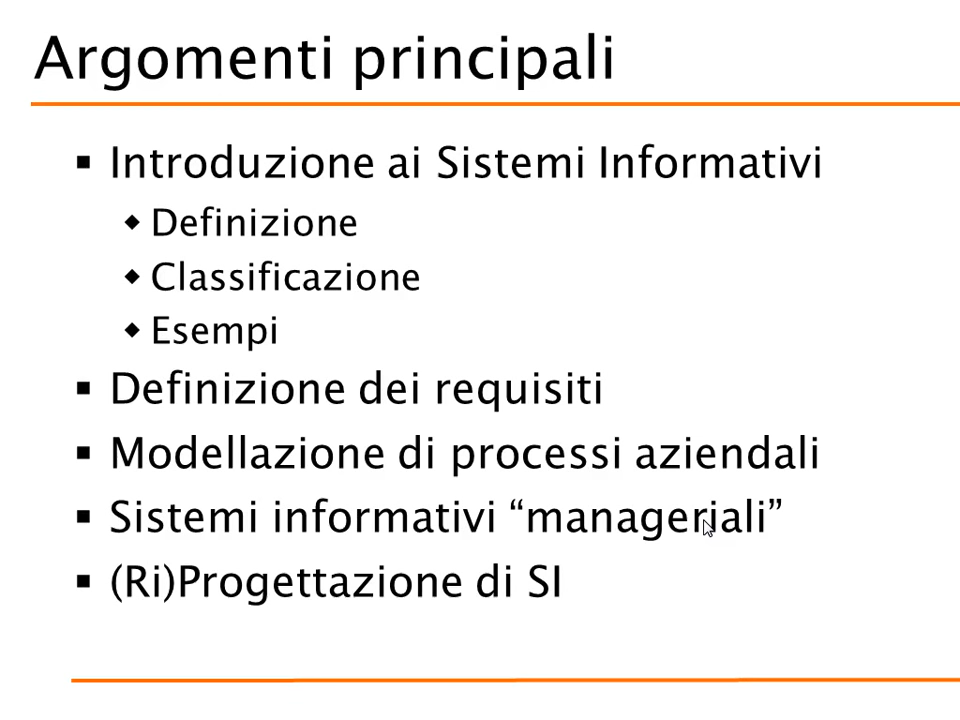 Argomenti principali
Introduzione ai Sistemi Informativi
Definizione
Classificazione
Esempi
Definizione dei requisiti
Modellazione di processi aziendali
Sistemi informativi “manageriali”
(Ri)Progettazione di SI